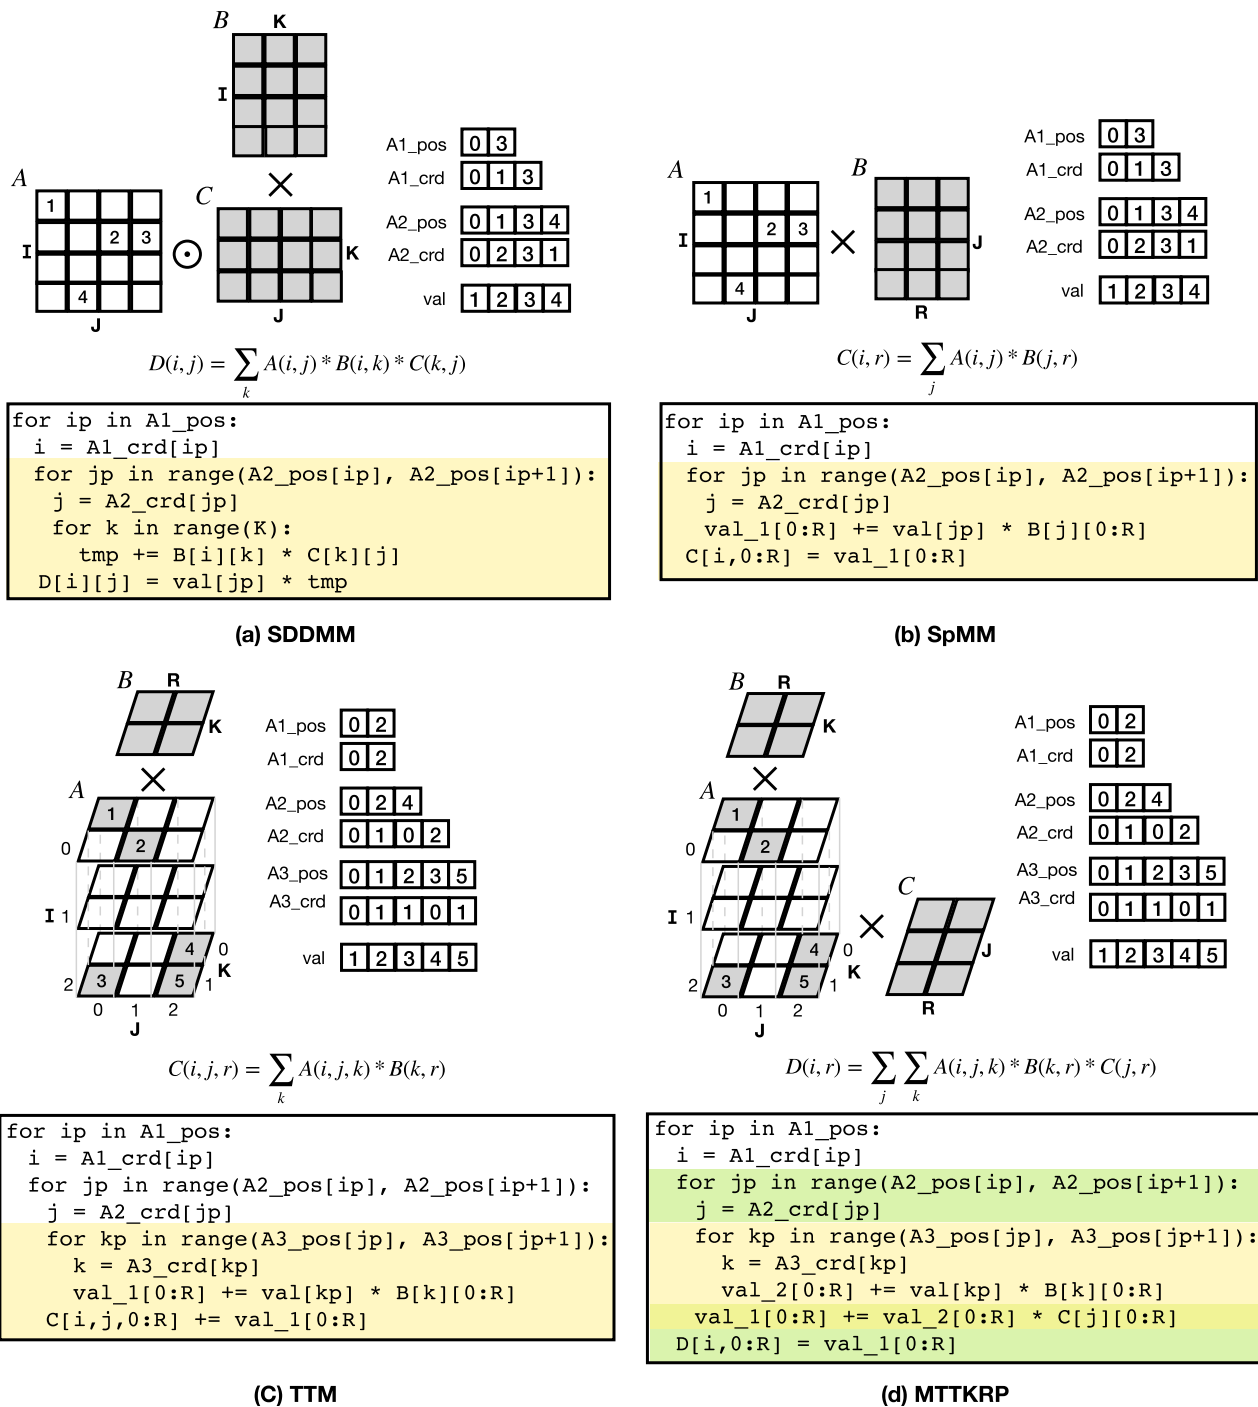 B K
I
A
1
2 3
I
4
J
C
K
J
A1_pos 0 3
A1_crd 0 1 3
A2_pos 0 1 3 4
A2_crd 0 2 3 1
val 1 2 3 4
D(i, j) = ∑ A(i, j) * B(i, k) * C(k, j)
k
for ip in A1_pos:
i = A1_crd[ip]
for jp in range(A2_pos[ip], A2_pos[ip+1]):
j = A2_crd[jp]
for k in range(K):
tmp += B[i][k] * C[k][j]
D[i][j] = val[jp] * tmp
(a) SDDMM
A
1
2 3
I
4
J
B
J
R
A1_pos 0 3
A1_crd 0 1 3
A2_pos 0 1 3 4
A2_crd 0 2 3 1
val 1 2 3 4
C(i, r) = ∑ A(i, j) * B(j, r)
j
for ip in A1_pos:
i = A1_crd[ip]
for jp in range(A2_pos[ip], A2_pos[ip+1]):
j = A2_crd[jp]
val_1[0:R] += val[jp] * B[j][0:R]
C[i,0:R] = val_1[0:R]
(b) SpMM
B R
K
A
1
0 2
I 1
4 0
K
2 3 5 1
0 1 2
J
A1_pos 0 2
A1_crd 0 2
A2_pos 0 2 4
A2_crd 0 1 0 2
A3_pos 0 1 2 3 5
A3_crd 0 1 1 0 1
val 1 2 3 4 5
C(i, j, r) = ∑ A(i, j, k) * B(k, r)
k
for ip in A1_pos:
i = A1_crd[ip]
for jp in range(A2_pos[ip], A2_pos[ip+1]):
j = A2_crd[jp]
for kp in range(A3_pos[jp], A3_pos[jp+1]):
k = A3_crd[kp]
val_1[0:R] += val[kp] * B[k][0:R]
C[i,j,0:R] += val_1[0:R]
(C) TTM
B R
K
A
1
0 2
I 1
4 0
K
2 3 5 1
0 1 2
J
C
J
R
A1_pos 0 2
A1_crd 0 2
A2_pos 0 2 4
A2_crd 0 1 0 2
A3_pos 0 1 2 3 5
A3_crd 0 1 1 0 1
val 1 2 3 4 5
D(i, r) = ∑ ∑ A(i, j, k) * B(k, r) * C(j, r)
j k
for ip in A1_pos:
i = A1_crd[ip]
for jp in range(A2_pos[ip], A2_pos[ip+1]):
j = A2_crd[jp]
for kp in range(A3_pos[jp], A3_pos[jp+1]):
k = A3_crd[kp]
val_2[0:R] += val[kp] * B[k][0:R]
val_1[0:R] += val_2[0:R] * C[j][0:R]
D[i,0:R] = val_1[0:R]
(d) MTTKRP